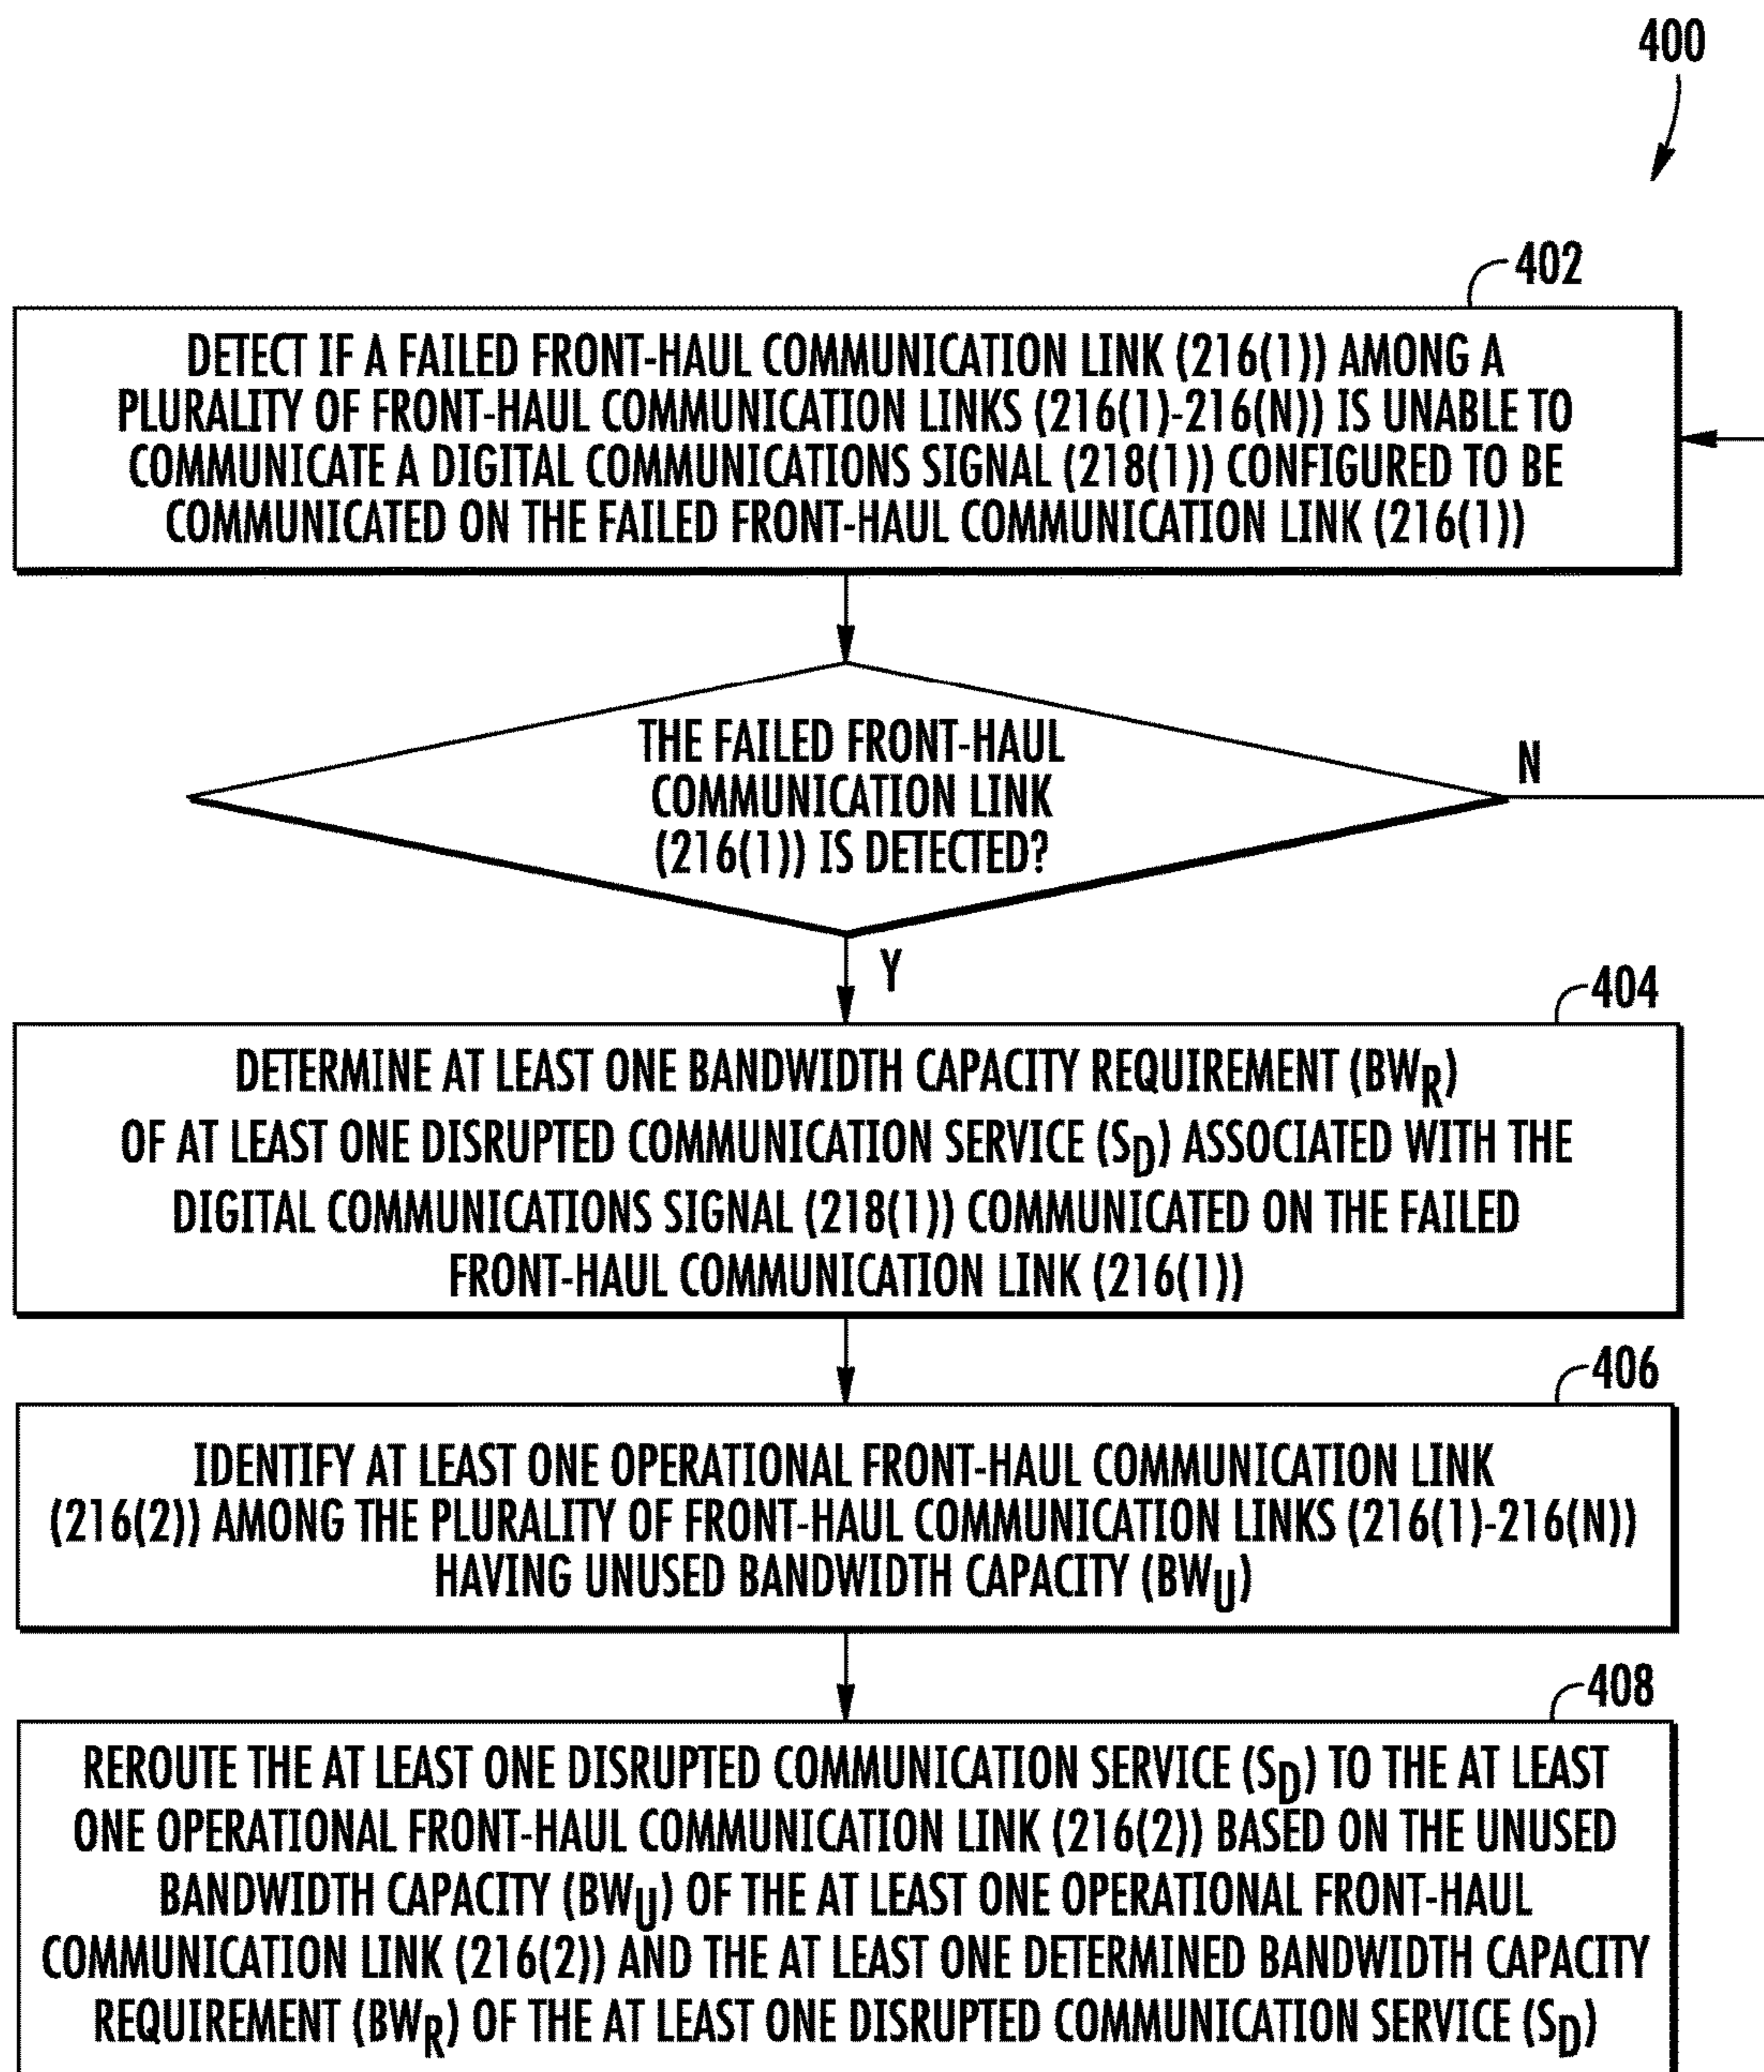 400
402
DETECT IF A FAILED FRONT-HAUL COMMUNICATION LINK (216(1)) AMONG A
PLURALITY OF FRONT-HAUL COMMUNICATION LINKS (216(1)-216(N)) IS UNABLE TO
COMMUNICATE A DIGITAL COMMUNICATIONS SIGNAL (218(1)) CONFIGURED TO BE
COMMUNICATED ON THE FAILED FRONT-HAUL COMMUNICATION LINK (216(1))
THE FAILED FRONT-HAUL
COMMUNICATION LINK
(216(1)) IS DETECTED?
N
Y
404
DETERMINE AT LEAST ONE BANDWIDTH CAPACITY REQUIREMENT (BWR)
OF AT LEAST ONE DISRUPTED COMMUNICATION SERVICE (SD) ASSOCIATED WITH THE
DIGITAL COMMUNICATIONS SIGNAL (218(1)) COMMUNICATED ON THE FAILED
FRONT-HAUL COMMUNICATION LINK (216(1))
406
IDENTIFY AT LEAST ONE OPERATIONAL FRONT-HAUL COMMUNICATION LINK
(216(2)) AMONG THE PLURALITY OF FRONT-HAUL COMMUNICATION LINKS (216(1)-216(N))
HAVING UNUSED BANDWIDTH CAPACITY (BWU)
408
REROUTE THE AT LEAST ONE DISRUPTED COMMUNICATION SERVICE (SD) TO THE AT LEAST
ONE OPERATIONAL FRONT-HAUL COMMUNICATION LINK (216(2)) BASED ON THE UNUSED
BANDWIDTH CAPACITY (BWU) OF THE AT LEAST ONE OPERATIONAL FRONT-HAUL
COMMUNICATION LINK (216(2)) AND THE AT LEAST ONE DETERMINED BANDWIDTH CAPACITY
REQUIREMENT (BWR) OF THE AT LEAST ONE DISRUPTED COMMUNICATION SERVICE (SD)